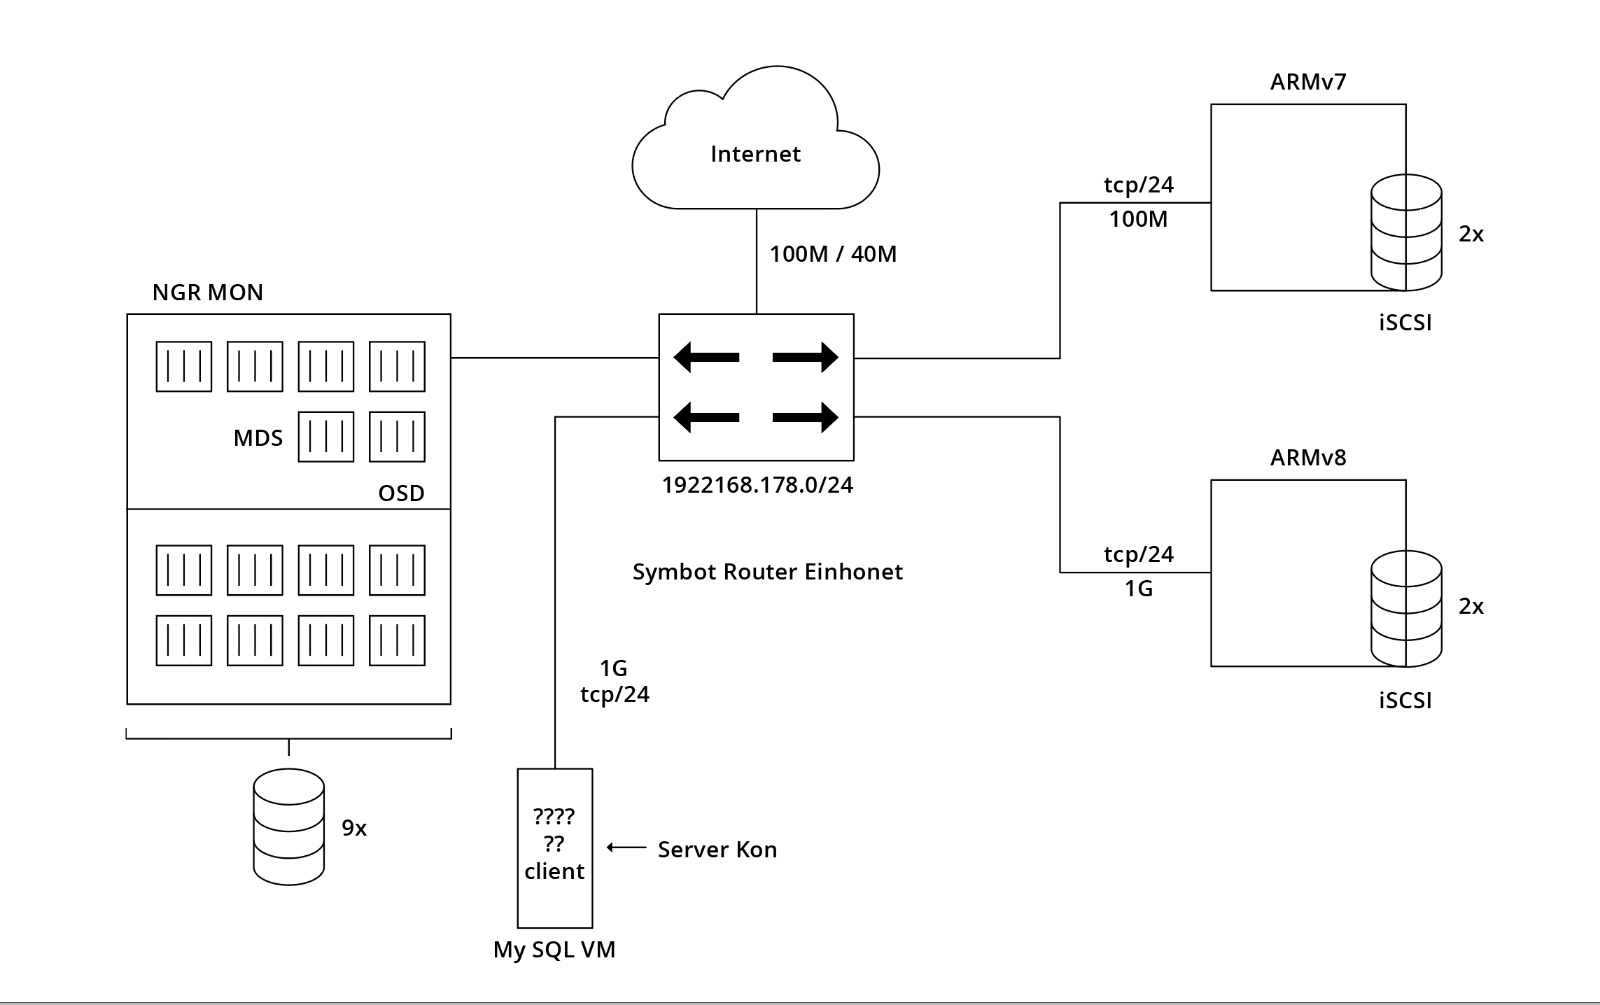 ARMv7
Internet
tcp/24
100M
2x
100M / 40M
NGR MON
iSCSI
MDS
OSD
1922168.178.0/24
ARMv8
tcp/24
1G
2x
Symbot Router Einhonet
1G
tcp/24
iSCSI
9x
????
??
client
Server Kon
My SQL VM